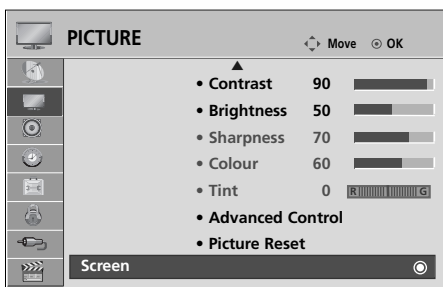 PICTURE Move OK
• Contrast 90
• Brightness 50
• Sharpness 70
• Colour 60
• Tint 0 R G
• Advanced Control
• Picture Reset
Screen